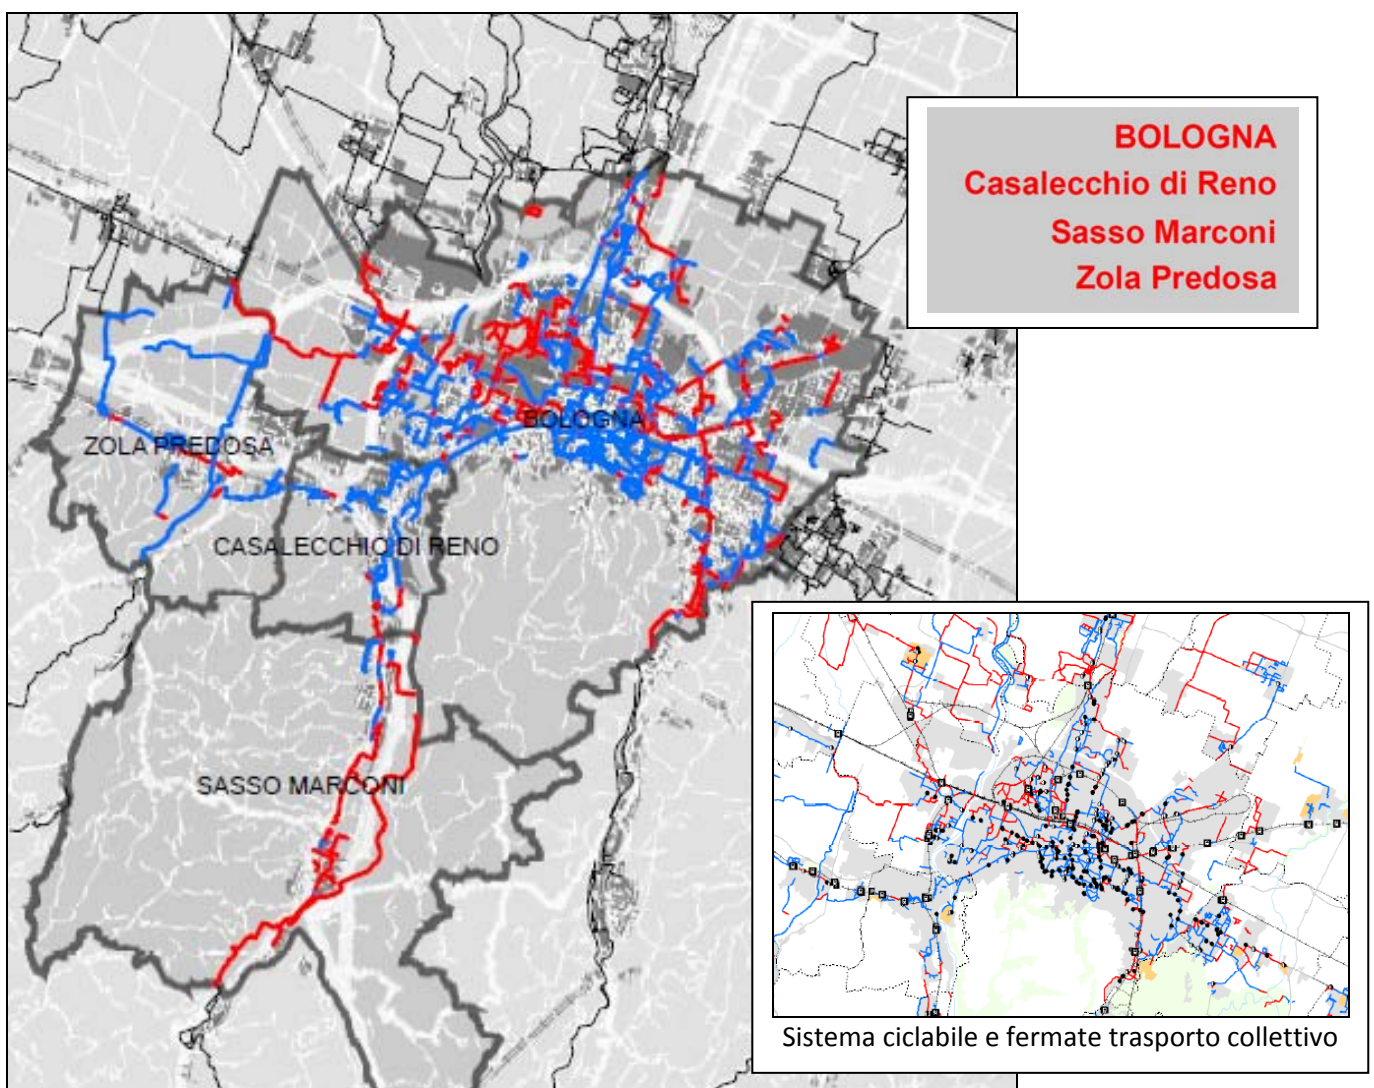 BOLOGNA
Casalecchio di Reno
Sasso Marconi
Zola Predosa
BOLOGNA
ZOLA PREDOSA
CASALECCHIO DI RENO
SASSO MARCONI
Sistema ciclabile e fermate trasporto collettivo